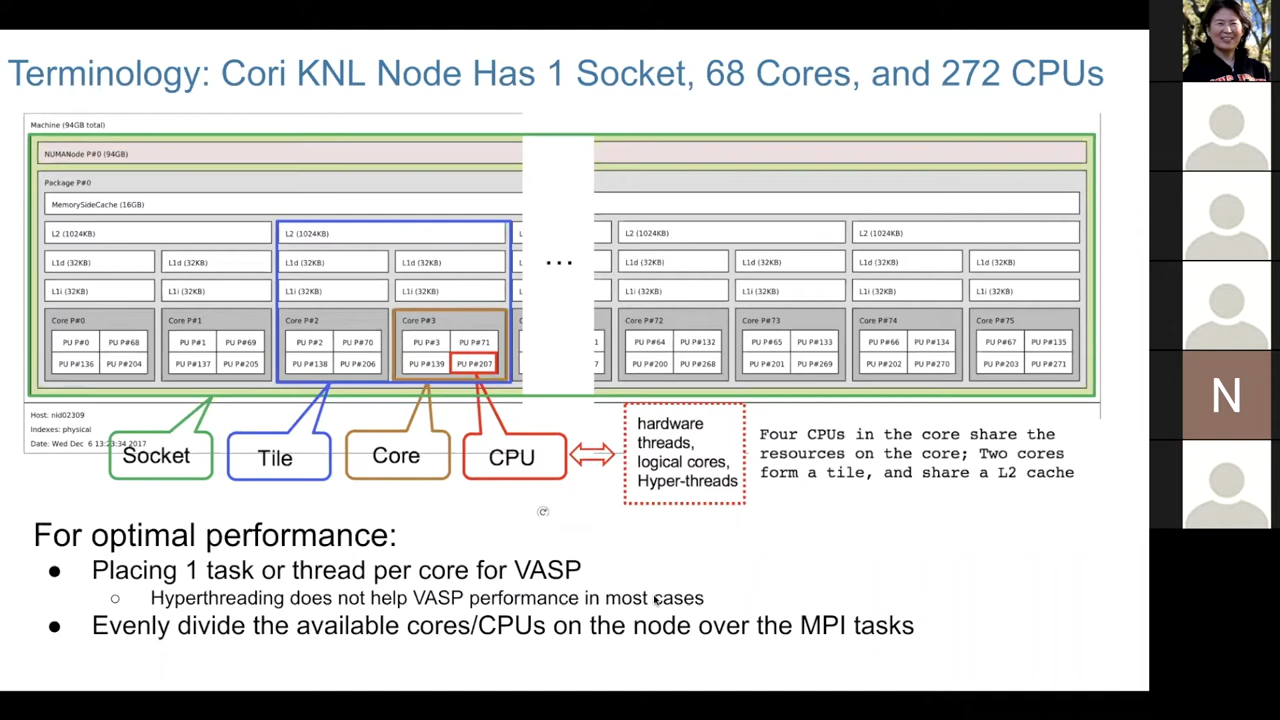 Terminology: Cori KNL Node Has 1 Socket, 68 Cores, and 272 CPUs
Machine (94GB total)
NUMANode P#0 (94GB)
Package P#0
MemorySideCache (16GB)
L2 (1024KB) L2 (1024KB) L2 (1024KB) L2 (1024KB)
L1d (32KB) L1d (32KB) L1d (32KB) L1d (32KB) ... L1d (32KB) L1d (32KB) L1d (32KB) L1d (32KB)
L1i (32KB) L1i (32KB) L1i (32KB) L1i (32KB) L1i (32KB) L1i (32KB) L1i (32KB) L1i (32KB)
Core P#0 Core P#1 Core P#2 Core P#3 Core P#72 Core P#73 Core P#74 Core P#75
PU P#0 PU P#68 PU P#1 PU P#69 PU P#2 PU P#70 PU P#3 PU P#71 PU P#64 PU P#132 PU P#65 PU P#133 PU P#66 PU P#134 PU P#67 PU P#135
PU P#136 PU P#204 PU P#137 PU P#205 PU P#138 PU P#206 PU P#139 PU P#207 PU P#200 PU P#268 PU P#201 PU P#269 PU P#202 PU P#270 PU P#203 PU P#271
Host: nid02309
Indexes: physical
Date: Wed Dec 6 13:23:34 2017
Socket
Tile
Core
CPU
hardware
threads,
logical cores,
Hyper-threads
Four CPUs in the core share the
resources on the core; Two cores
form a tile, and share a L2 cache
For optimal performance:
● Placing 1 task or thread per core for VASP
○ Hyperthreading does not help VASP performance in most cases
● Evenly divide the available cores/CPUs on the node over the MPI tasks
N